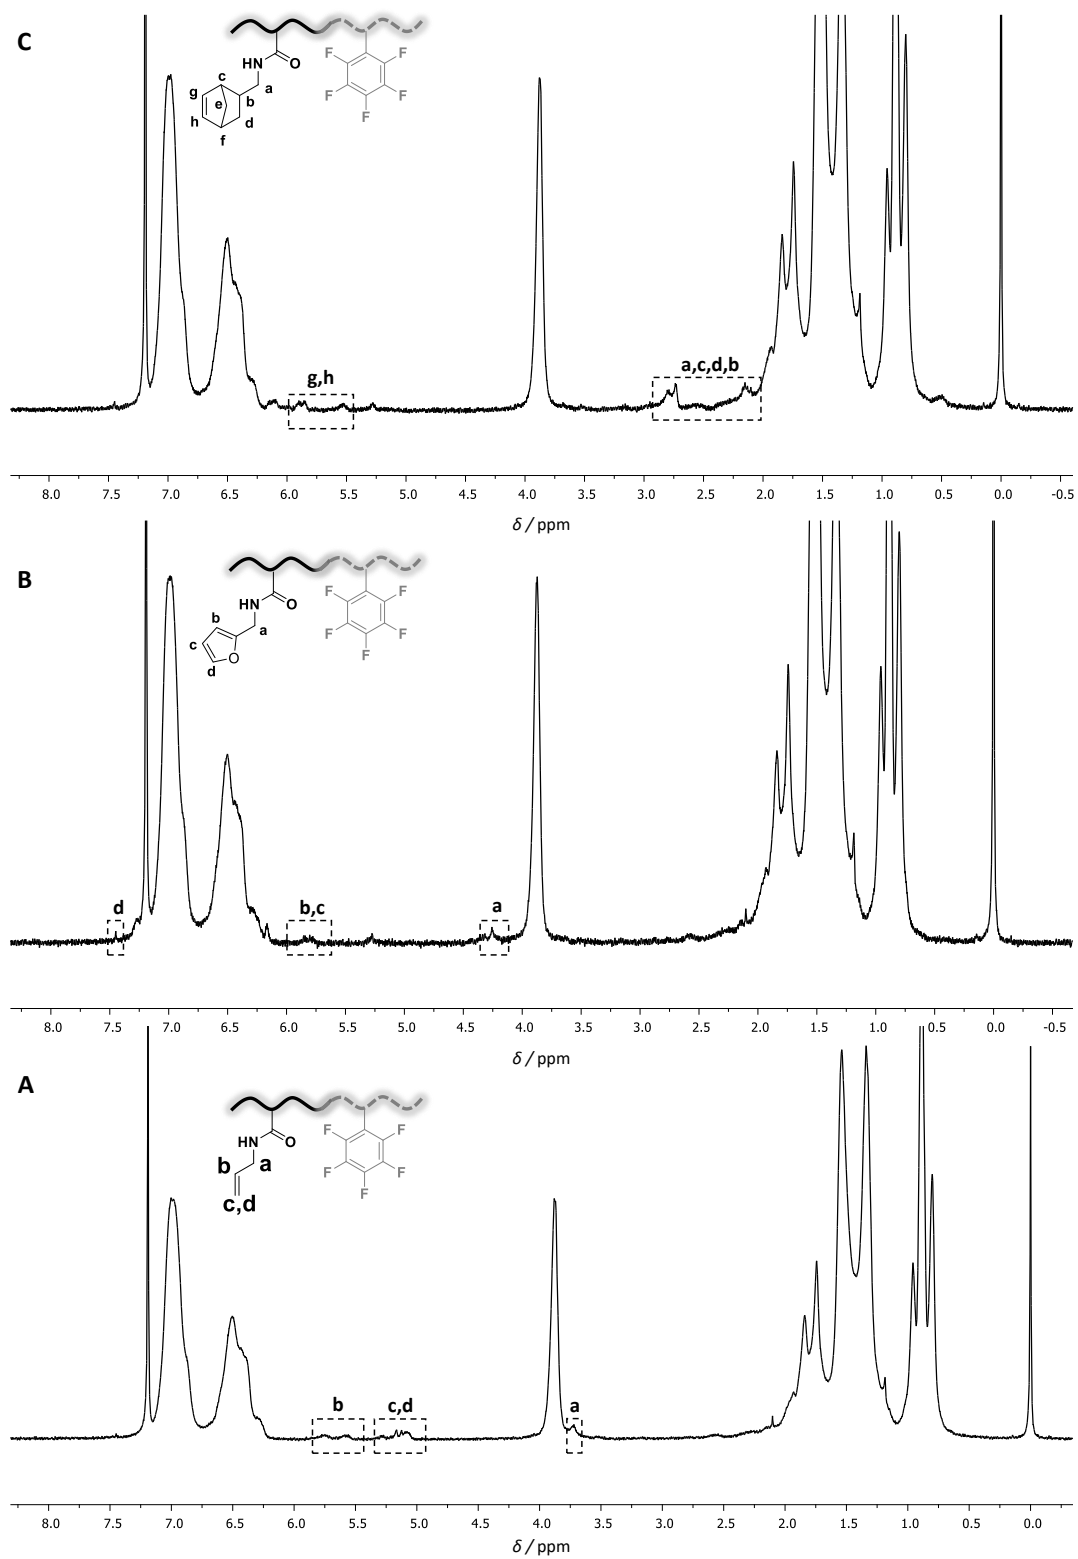 C
HN O
F F
F F
F
c a
g e b
h d
f
g,h
a,c,d,b
8.0 7.5 7.0 6.5 6.0 5.5 5.0 4.5 4.0 3.5 3.0 2.5 2.0 1.5 1.0 0.5 0.0 -0.5
δ / ppm
B
HN O
F F
F F
F
b a
c
O
d
d
b,c
a
8.0 7.5 7.0 6.5 6.0 5.5 5.0 4.5 4.0 3.5 3.0 2.5 2.0 1.5 1.0 0.5 0.0 -0.5
δ / ppm
A
HN O
F F
F F
F
b a
c,d
b
c,d
a
8.0 7.5 7.0 6.5 6.0 5.5 5.0 4.5 4.0 3.5 3.0 2.5 2.0 1.5 1.0 0.5 0.0
δ / ppm